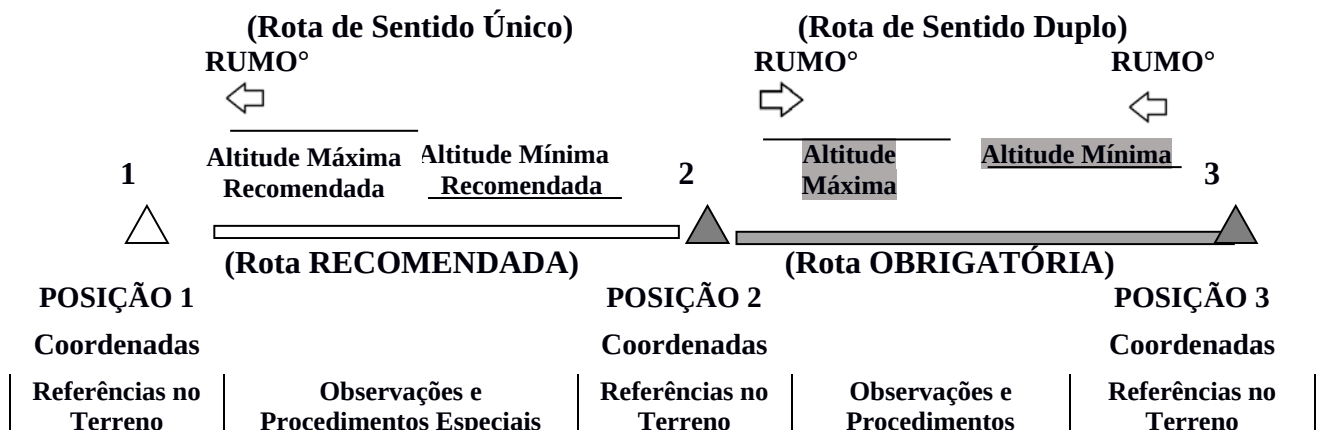 (Rota de Sentido Único) (Rota de Sentido Duplo)
RUMO° RUMO° RUMO°
1 Altitude Máxima Recomendada
Altitude Mínima Recomendada
2 Altitude Máxima
Altitude Mínima
3
(Rota RECOMENDADA) (Rota OBRIGATÓRIA)
POSIÇÃO 1 POSIÇÃO 2 POSIÇÃO 3
Coordenadas Coordenadas Coordenadas
Referências no Observações e Referências no Observações e Referências no
Terreno Procedimentos Especiais Terreno Procedimentos Terreno